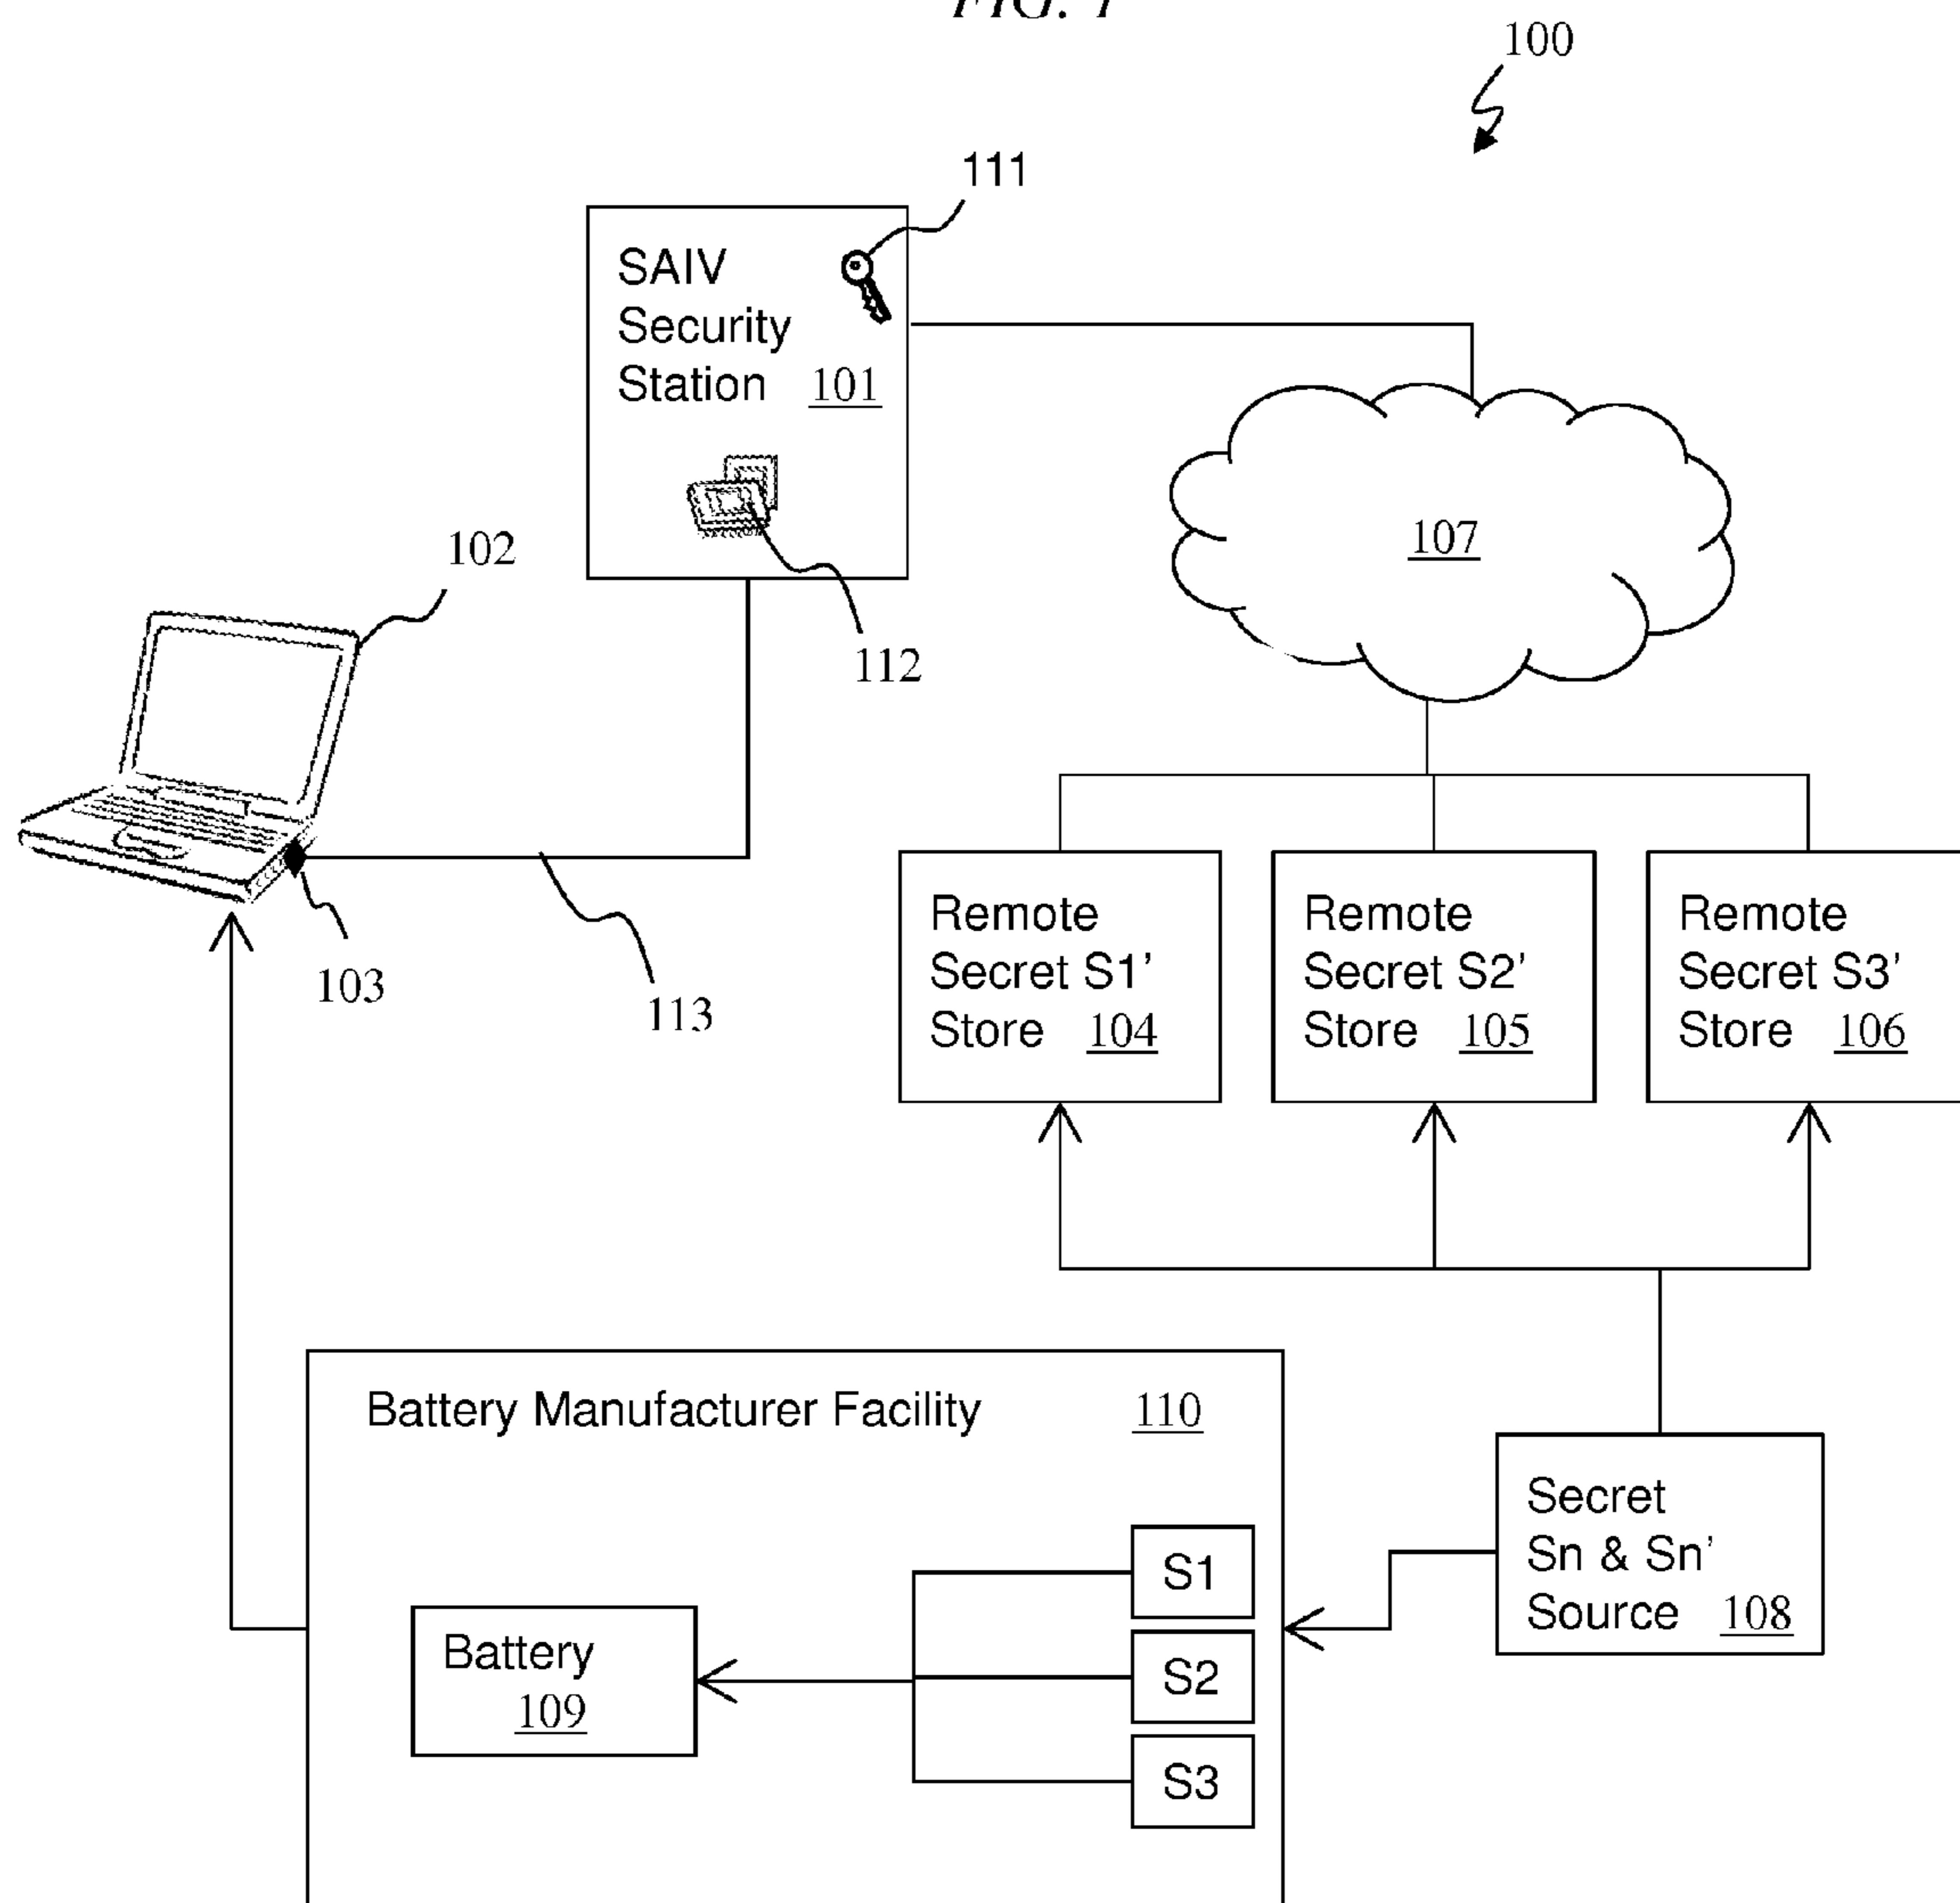 FIG. 1
100
111
SAIV
Security
Station 101
102
107
112
103
113
Remote
Secret S1'
Store 104
Remote
Secret S2'
Store 105
Remote
Secret S3'
Store 106
Battery Manufacturer Facility 110
Secret
Sn & Sn'
Source 108
S1
S2
S3
Battery
109